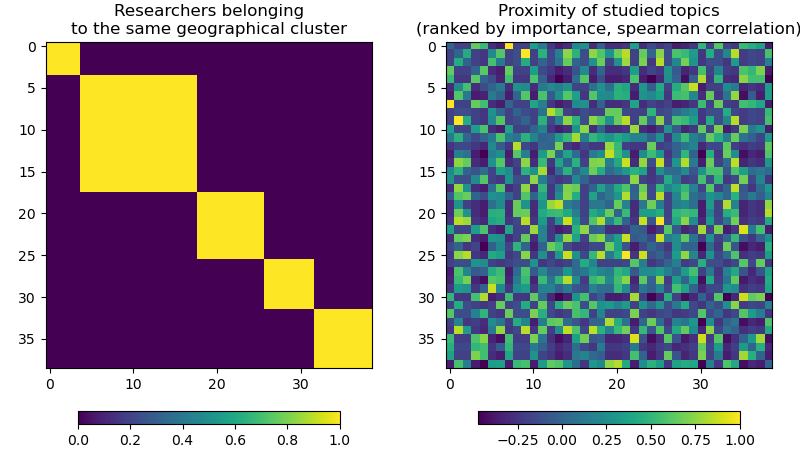 Researchers belonging
to the same geographical cluster
Proximity of studied topics
(ranked by importance, spearman correlation)
0
5
10
15
20
25
30
35
0 10 20 30
0
5
10
15
20
25
30
35
0 10 20 30
0.0 0.2 0.4 0.6 0.8 1.0
−0.25 0.00 0.25 0.50 0.75 1.00